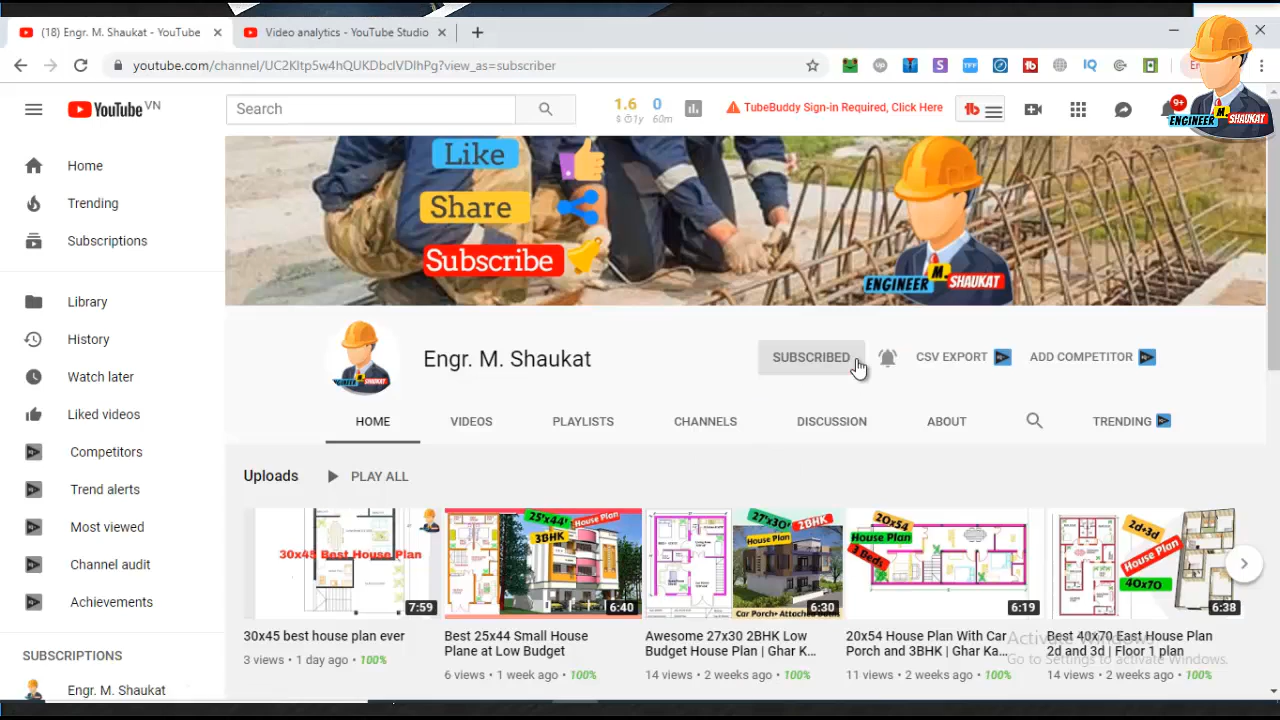 (18) Engr. M. Shaukat - YouTube
Video analytics - YouTube Studio
youtube.com/channel/UC2KItp5w4hQUKDbclVDIhPg?view_as=subscriber
ENGINEER M. SHAUKAT
YouTube VN
Search
1.6 0
$ 1y 60m
TubeBuddy Sign-in Required, Click Here
tb
9+
Home
Trending
Subscriptions
Library
History
Watch later
Liked videos
Competitors
Trend alerts
Most viewed
Channel audit
Achievements
SUBSCRIPTIONS
Engr. M. Shaukat
Like
Share
Subscribe
ENGINEER M. SHAUKAT
ENGINEER SHAUKAT
Engr. M. Shaukat
SUBSCRIBED
CSV EXPORT
ADD COMPETITOR
HOME
VIDEOS
PLAYLISTS
CHANNELS
DISCUSSION
ABOUT
TRENDING
Uploads
PLAY ALL
30x45 Best House Plan
7:59
30x45 best house plan ever
3 views • 1 day ago • 100%
25'x44' House Plan
3BHK
6:40
Best 25x44 Small House
Plane at Low Budget
6 views • 1 week ago • 100%
27'x30' 2BHK
House Plan
6:30
Awesome 27x30 2BHK Low
Budget House Plan | Ghar K...
14 views • 2 weeks ago • 100%
20x54
House Plan
3 Beds
6:19
20x54 House Plan With Car
Porch and 3BHK | Ghar Ka...
11 views • 2 weeks ago • 100%
2d+3d
House Plan
40x70
6:38
Best 40x70 East House Plan
2d and 3d | Floor 1 plan
14 views • 2 weeks ago • 100%
Activate Windows
Go to Settings to activate Windows.